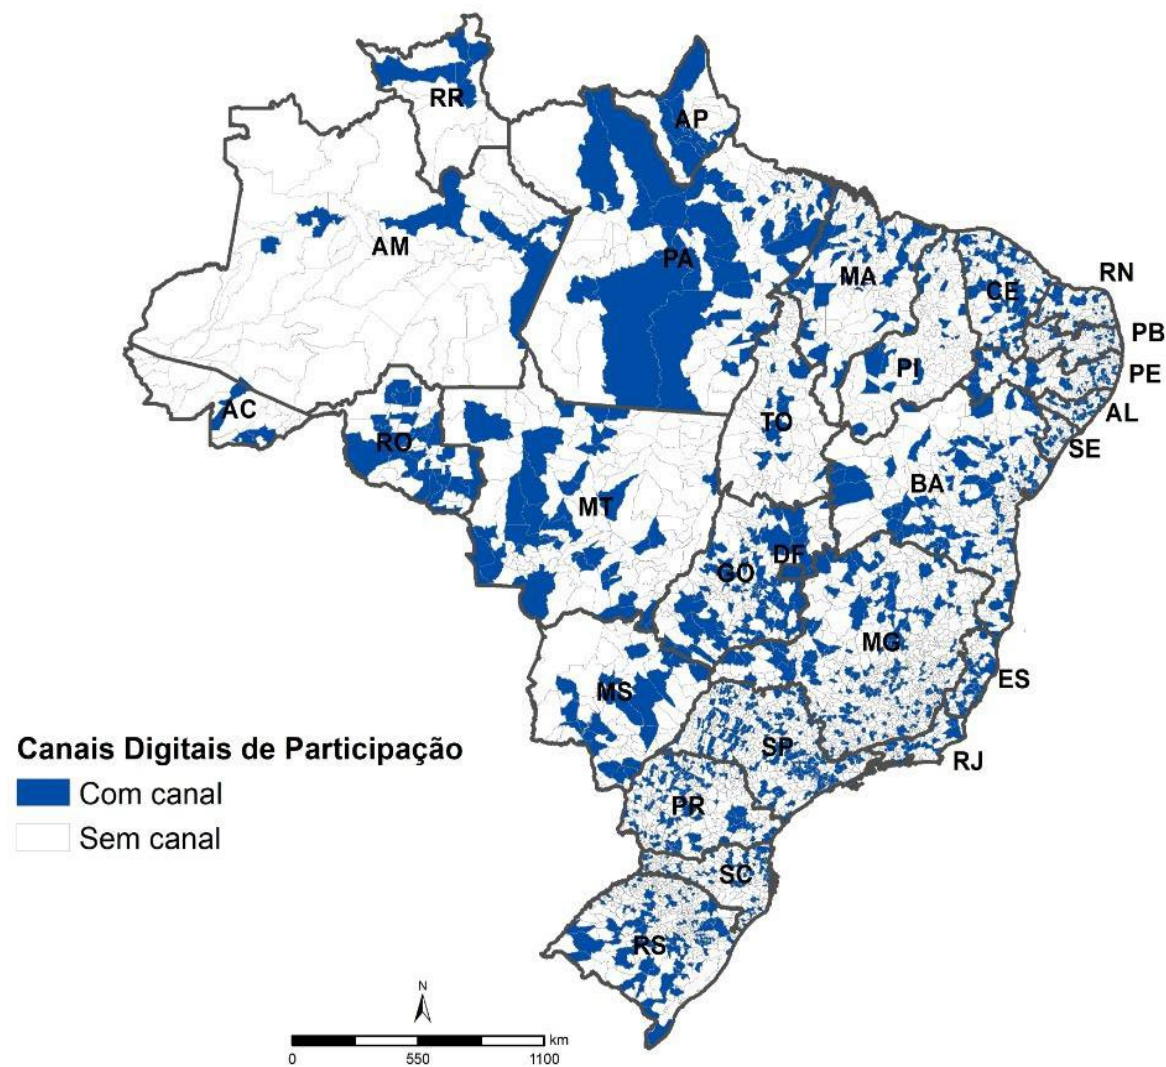 RR
AP
AM
PA
MA
CE
RN
PB
PI
PE
AC
TO
AL
RO
SE
BA
MT
DF
GO
MG
ES
MS
Canais Digitais de Participação
SP
RJ
Com canal
PR
Sem canal
SC
RS
N
km
0 550 1100